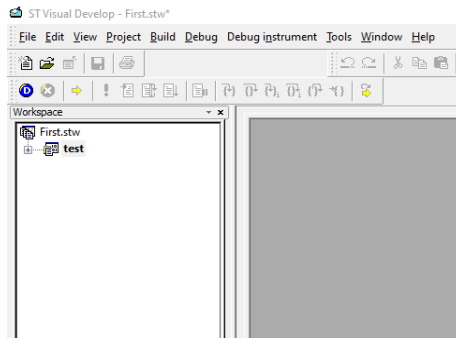 ST Visual Develop - First.stw*
File Edit View Project Build Debug Debug instrument Tools Window Help
Workspace
First.stw
test